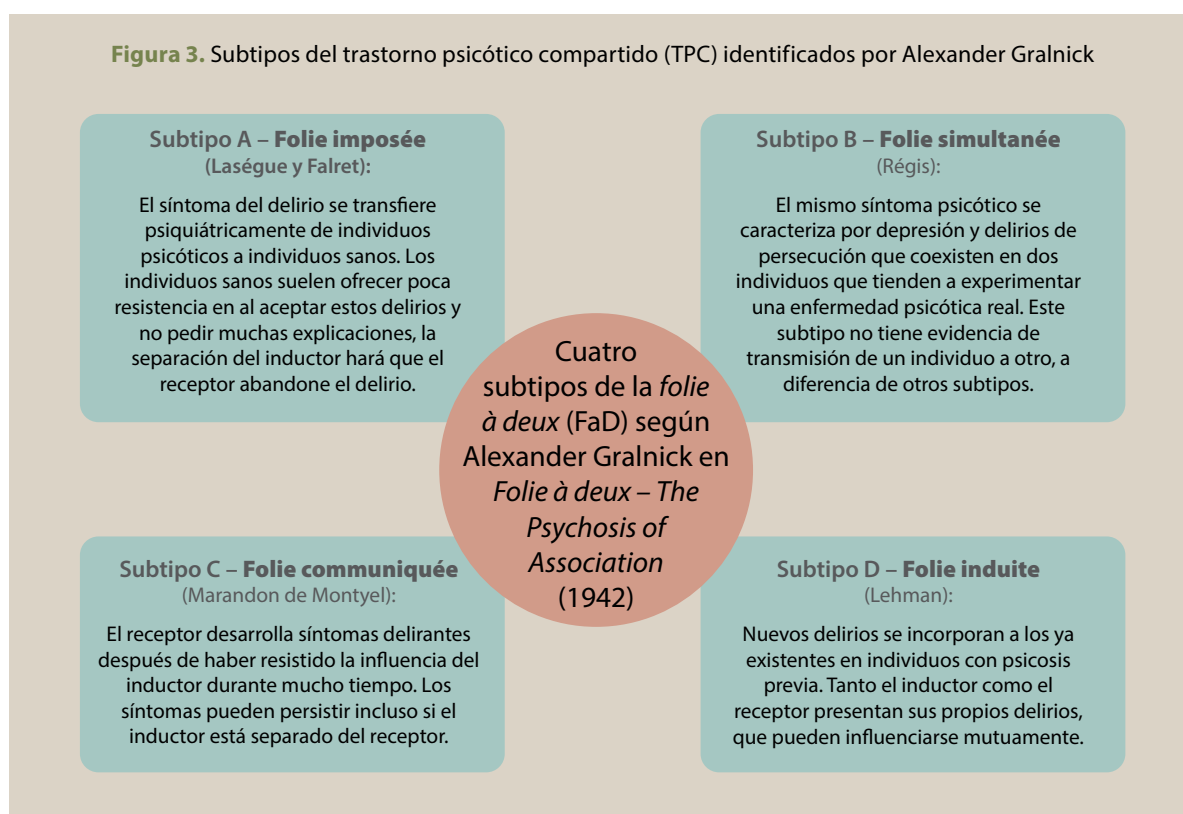 Figura 3. Subtipos del trastorno psicótico compartido (TPC) identificados por Alexander Gralnick
Subtipo A – Folie imposée
(Laségue y Falret):
El síntoma del delirio se transfiere
psiquiátricamente de individuos
psicóticos a individuos sanos. Los
individuos sanos suelen ofrecer poca
resistencia en al aceptar estos delirios y
no pedir muchas explicaciones, la
separación del inductor hará que el
receptor abandone el delirio.
Subtipo B – Folie simultanée
(Régis):
El mismo síntoma psicótico se
caracteriza por depresión y delirios de
persecución que coexisten en dos
individuos que tienden a experimentar
una enfermedad psicótica real. Este
subtipo no tiene evidencia de
transmisión de un individuo a otro, a
diferencia de otros subtipos.
Cuatro
subtipos de la folie
à deux (FaD) según
Alexander Gralnick en
Folie à deux – The
Psychosis of
Association
(1942)
Subtipo C – Folie communiquée
(Marandon de Montyel):
El receptor desarrolla síntomas delirantes
después de haber resistido la influencia del
inductor durante mucho tiempo. Los
síntomas pueden persistir incluso si el
inductor está separado del receptor.
Subtipo D – Folie induite
(Lehman):
Nuevos delirios se incorporan a los ya
existentes en individuos con psicosis
previa. Tanto el inductor como el
receptor presentan sus propios delirios,
que pueden influenciarse mutuamente.